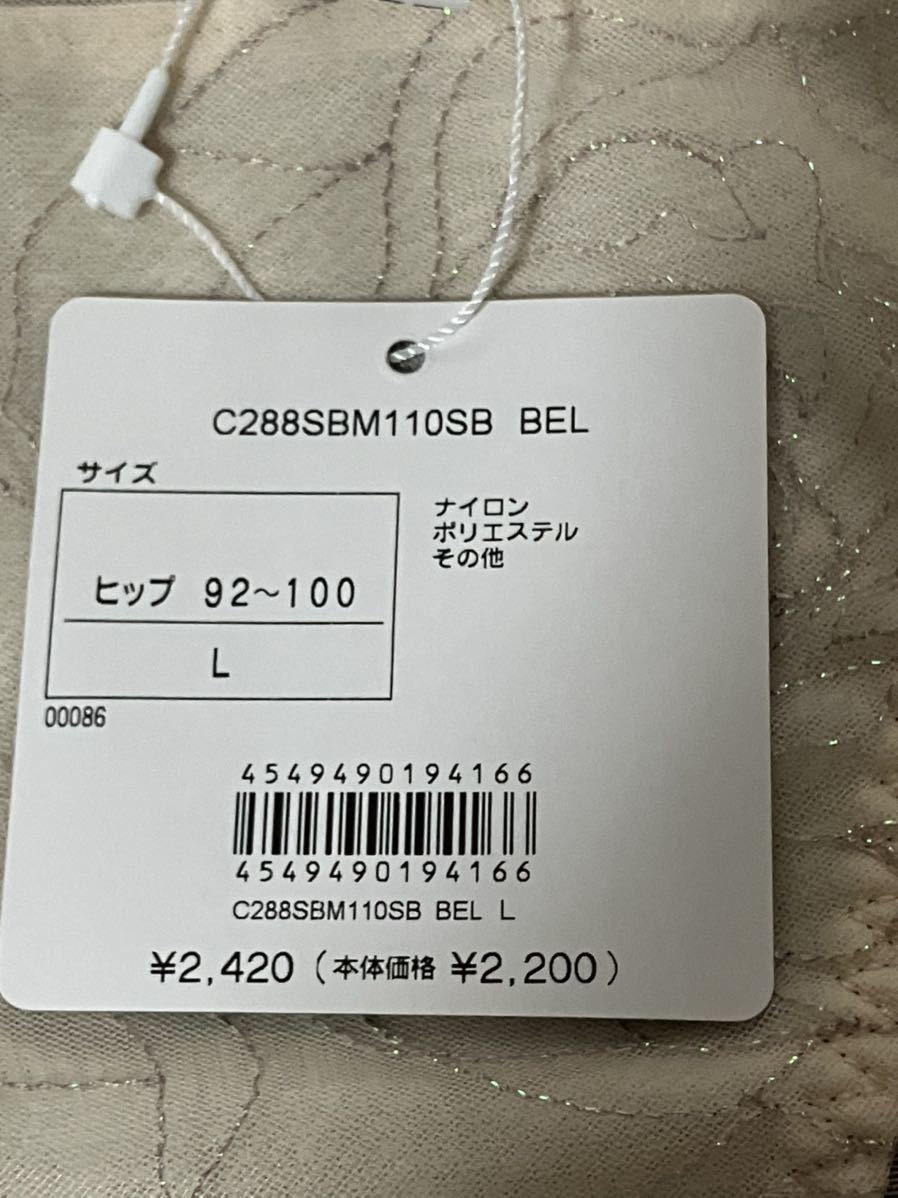 C288SBM110SB BEL
サイズ
ヒップ 92～100
L
00086
ナイロン
ポリエステル
その他
4549490194166
4549490194166
C288SBM110SB BEL L
¥2,420(本体価格 ¥2,200)